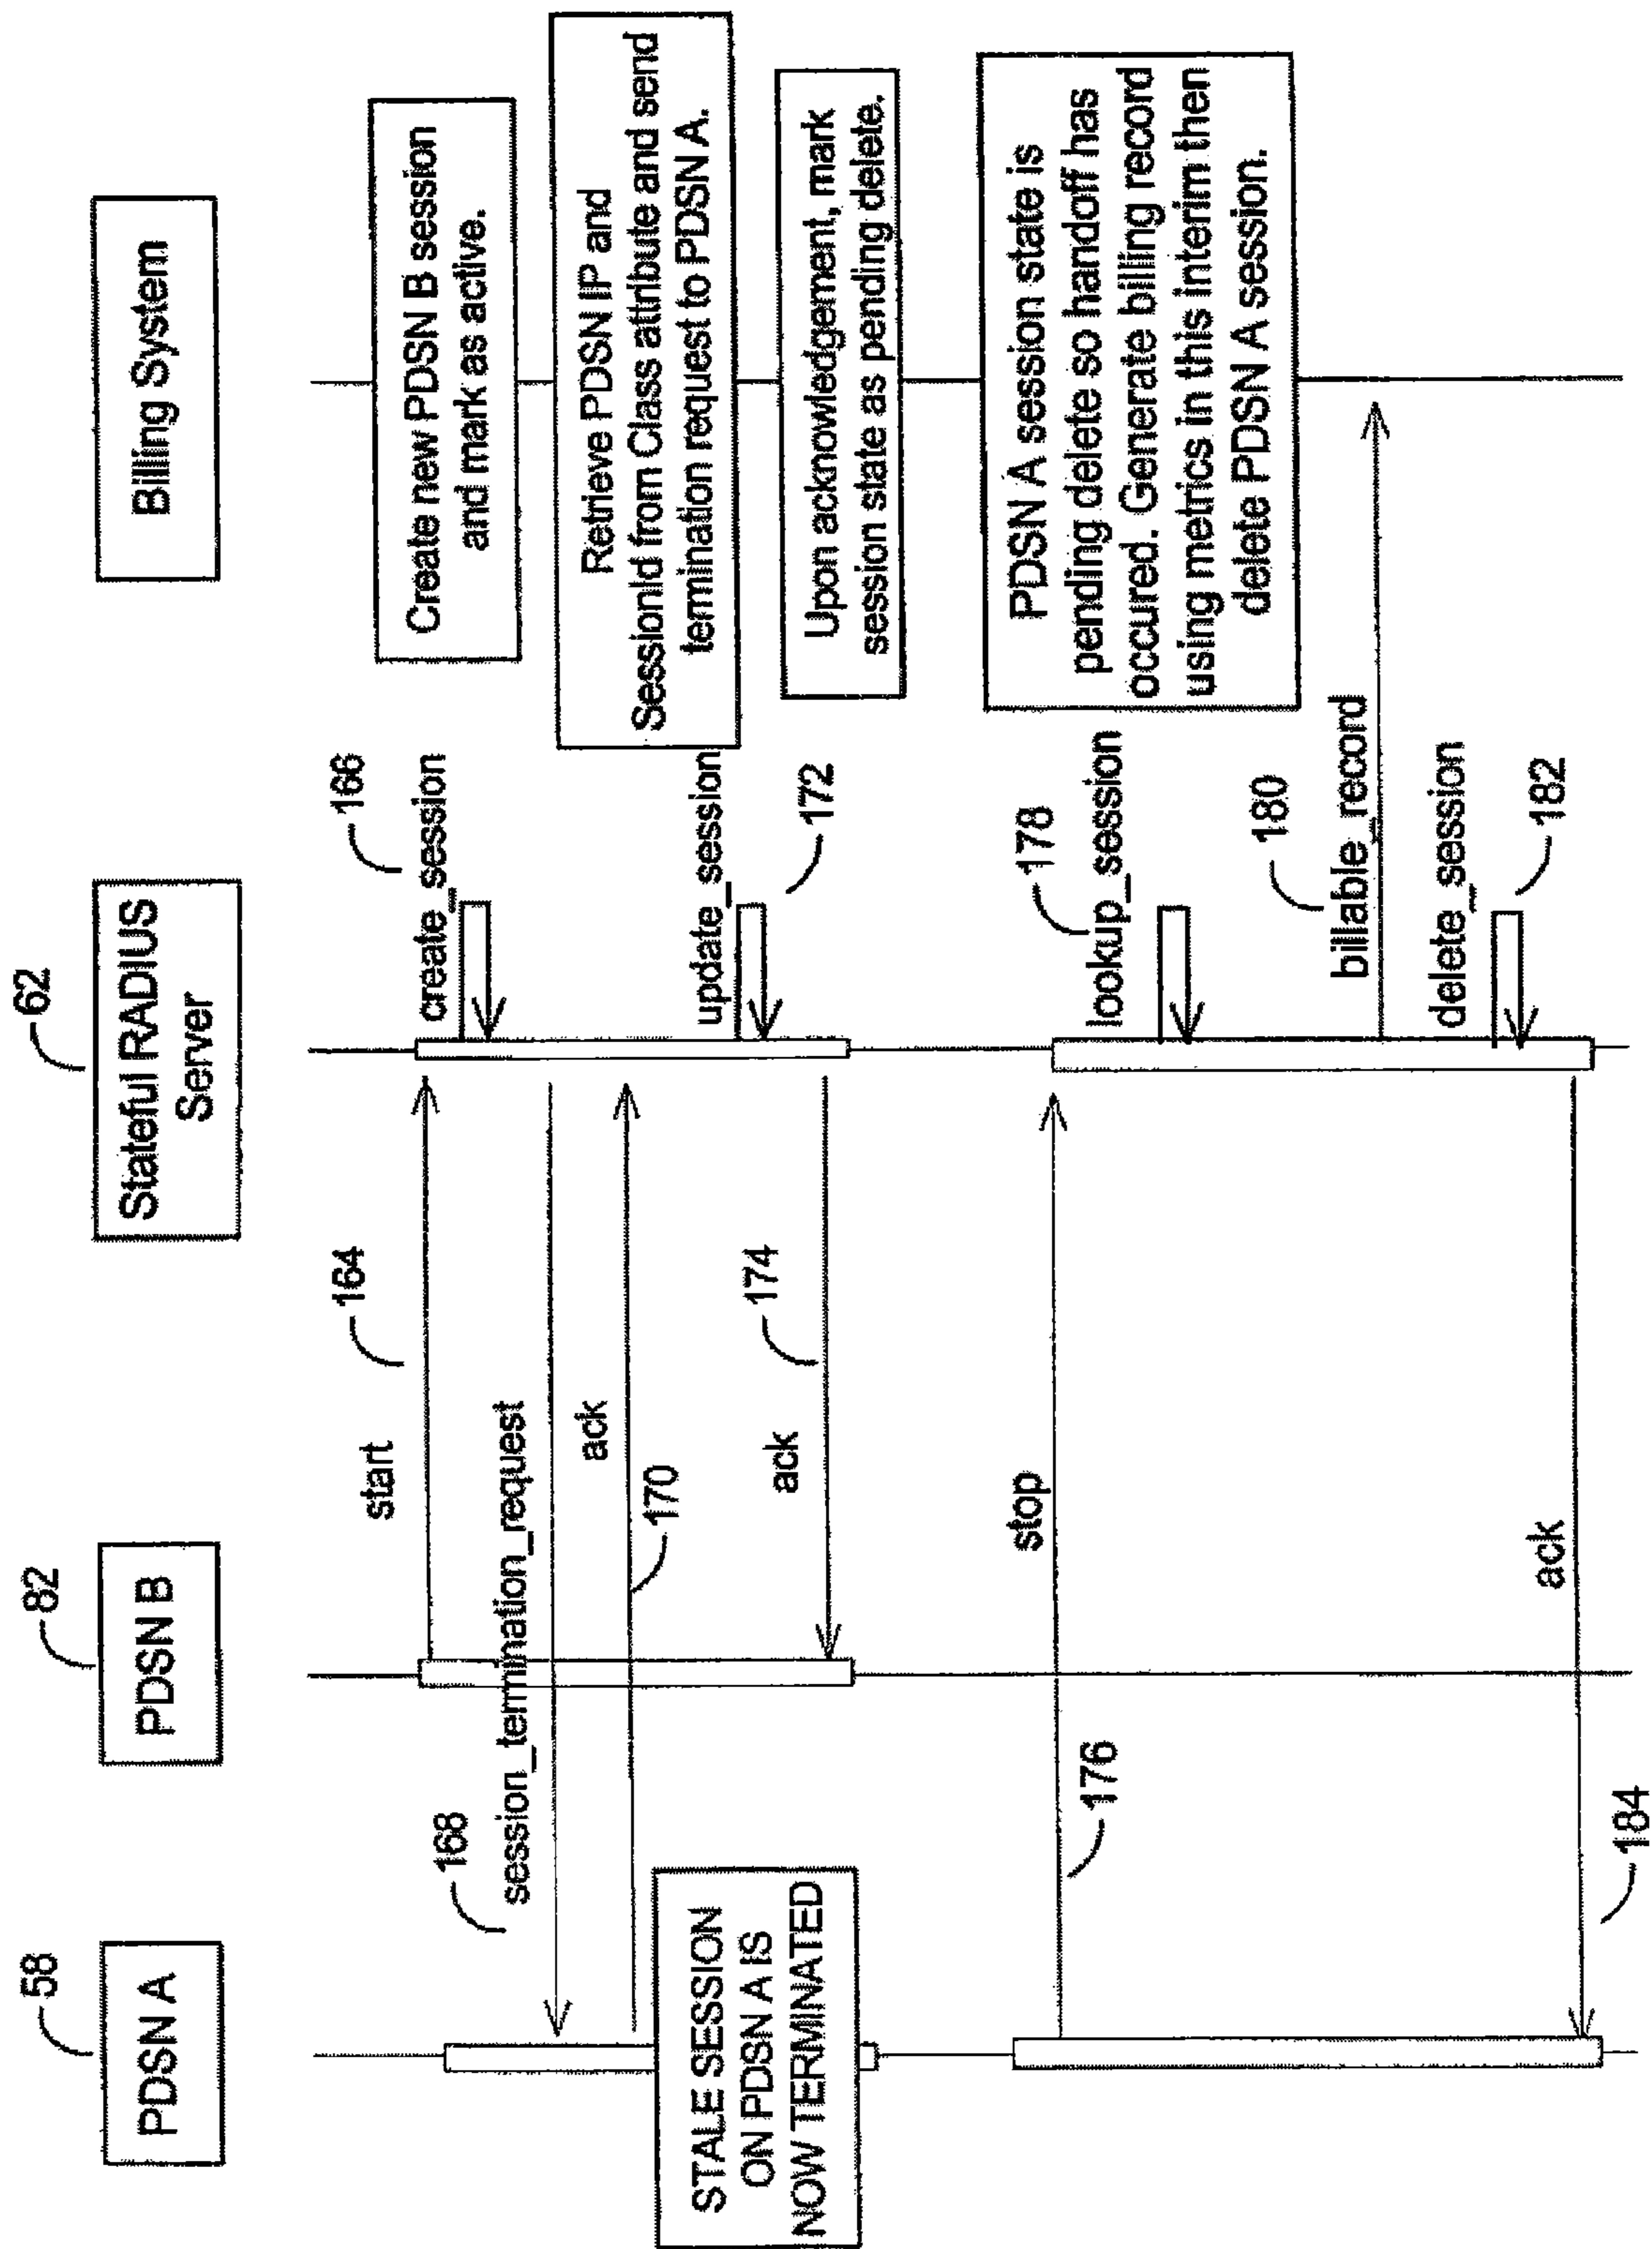 58
PDSN A
82
PDSN B
62
Stateful RADIUS
Server
Billing System
start
164
create_session
166
Create new PDSN B session
and mark as active.
168
session_termination_request
Retrieve PDSN IP and
SessionId from Class attribute and send
termination request to PDSN A.
ack
170
STALE SESSION
ON PDSN A IS
NOW TERMINATED
update_session
172
Upon acknowledgement, mark
session state as pending delete.
ack
174
stop
176
178
lookup_session
PDSN A session state is
pending delete so handoff has
occured. Generate billing record
using metrics in this interim then
delete PDSN A session.
180
billable_record
delete_session
182
ack
184